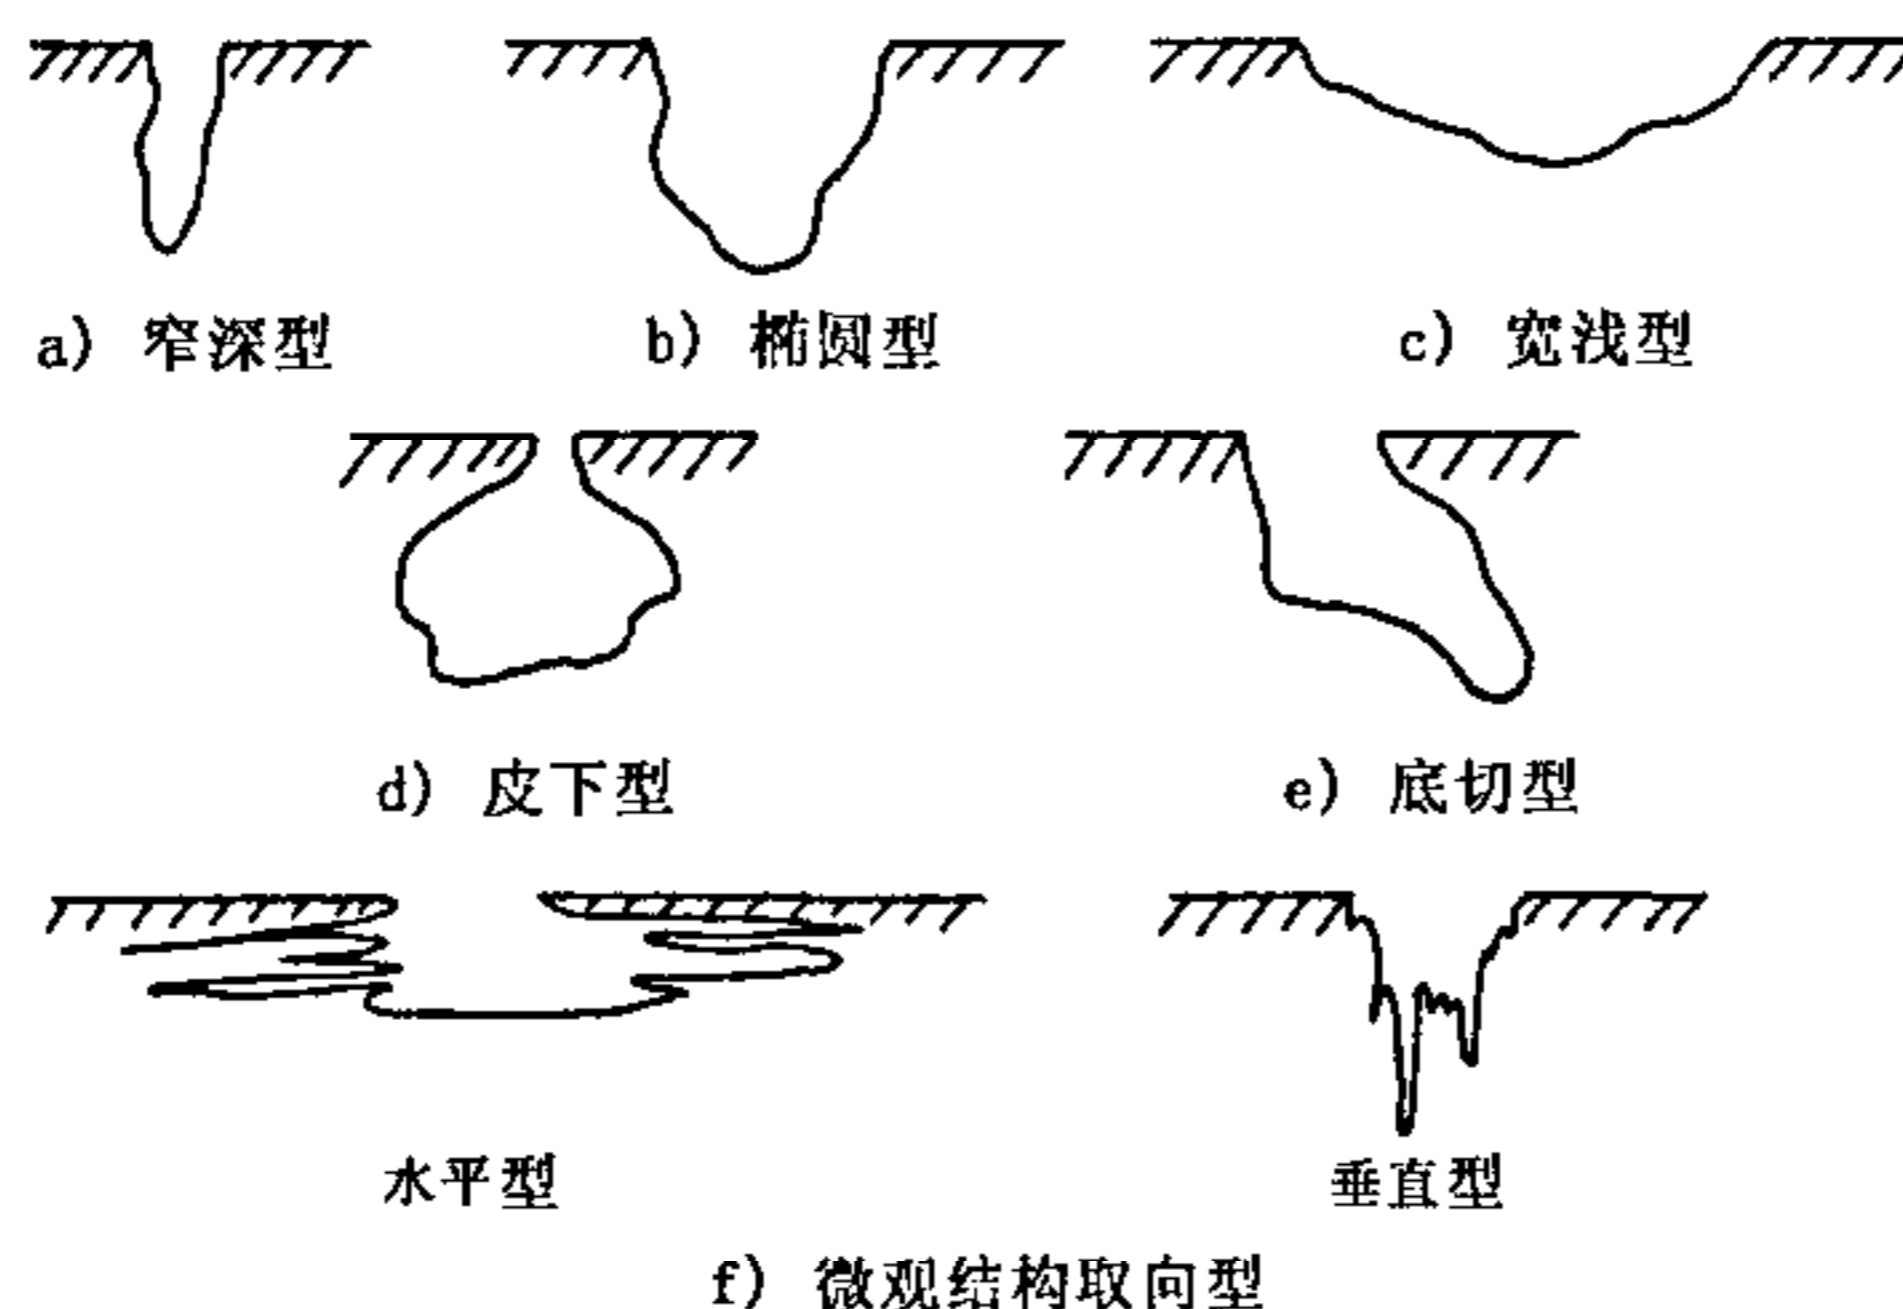 a) 窄深型
b) 椭圆型
c) 宽浅型
d) 皮下型
e) 底切型
水平型
垂直型
f) 微观结构取向型